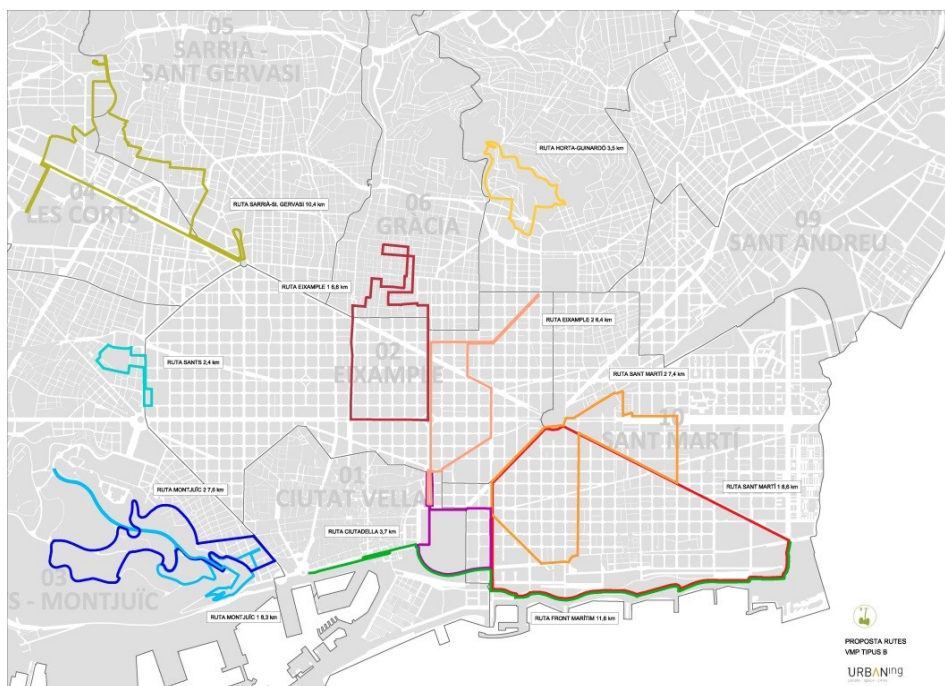 NOU BARRI
05
SARRIÀ -
SANT GERVASI
RUTA HORTA-GUINARDÓ 3,5 km
04
LES CORTS
RUTA SARRIÀ-St. GERVASI 10,4 km
06
GRÀCIA
09
SANT ANDREU
RUTA EIXAMPLE 1 6,6 km
RUTA EIXAMPLE 2 6,4 km
02
EIXAMPLE
RUTA SANTS 2,4 km
RUTA SANT MARTÍ 2 7,4 km
10
SANT MARTÍ
01
CIUTAT VELLA
RUTA MONTJUÏC 2 7,6 km
RUTA SANT MARTÍ 1 8,6 km
RUTA CIUTADELLA 3,7 km
03
S - MONTJUÏC
RUTA MONTJUÏC 1 8,3 km
RUTA FRONT MARÍTIM 11,6 km
PROPOSTA RUTES
VMP TIPUS B
URBANing